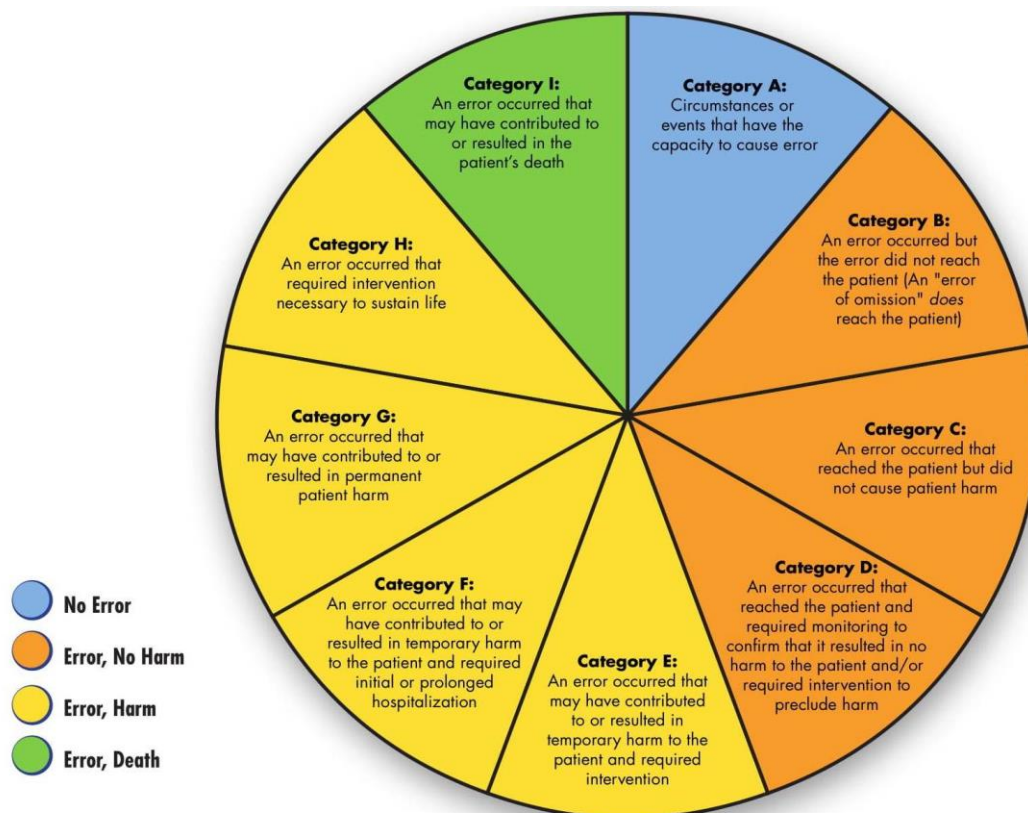 Category I:
An error occurred that
may have contributed to
or resulted in the
patient's death
Category A:
Circumstances or
events that have the
capacity to cause error
Category B:
An error occurred but
the error did not reach
the patient (An "error
of omission" does
reach the patient)
Category C:
An error occurred that
reached the patient but did
not cause patient harm
Category D:
An error occurred that
reached the patient and
required monitoring to
confirm that it resulted in no
harm to the patient and/or
required intervention to
preclude harm
Category E:
An error occurred that
may have contributed
to or resulted in
temporary harm to the
patient and required
intervention
Category F:
An error occurred that may
have contributed to or
resulted in temporary harm
to the patient and required
initial or prolonged
hospitalization
Category G:
An error occurred that
may have contributed to or
resulted in permanent
patient harm
Category H:
An error occurred that
required intervention
necessary to sustain life
No Error
Error, No Harm
Error, Harm
Error, Death